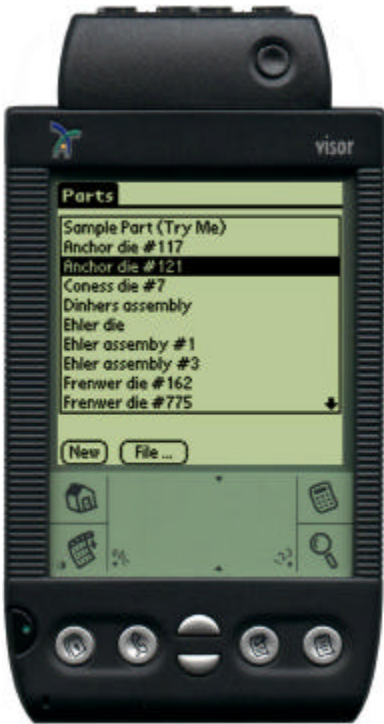 visor
Parts
Sample Part (Try Me)
Anchor die #117
Anchor die #121
Coness die #7
Dinhers assembly
Ehler die
Ehler assemby #1
Ehler assembly #3
Frenwer die #162
Frenwer die #775
New File ...